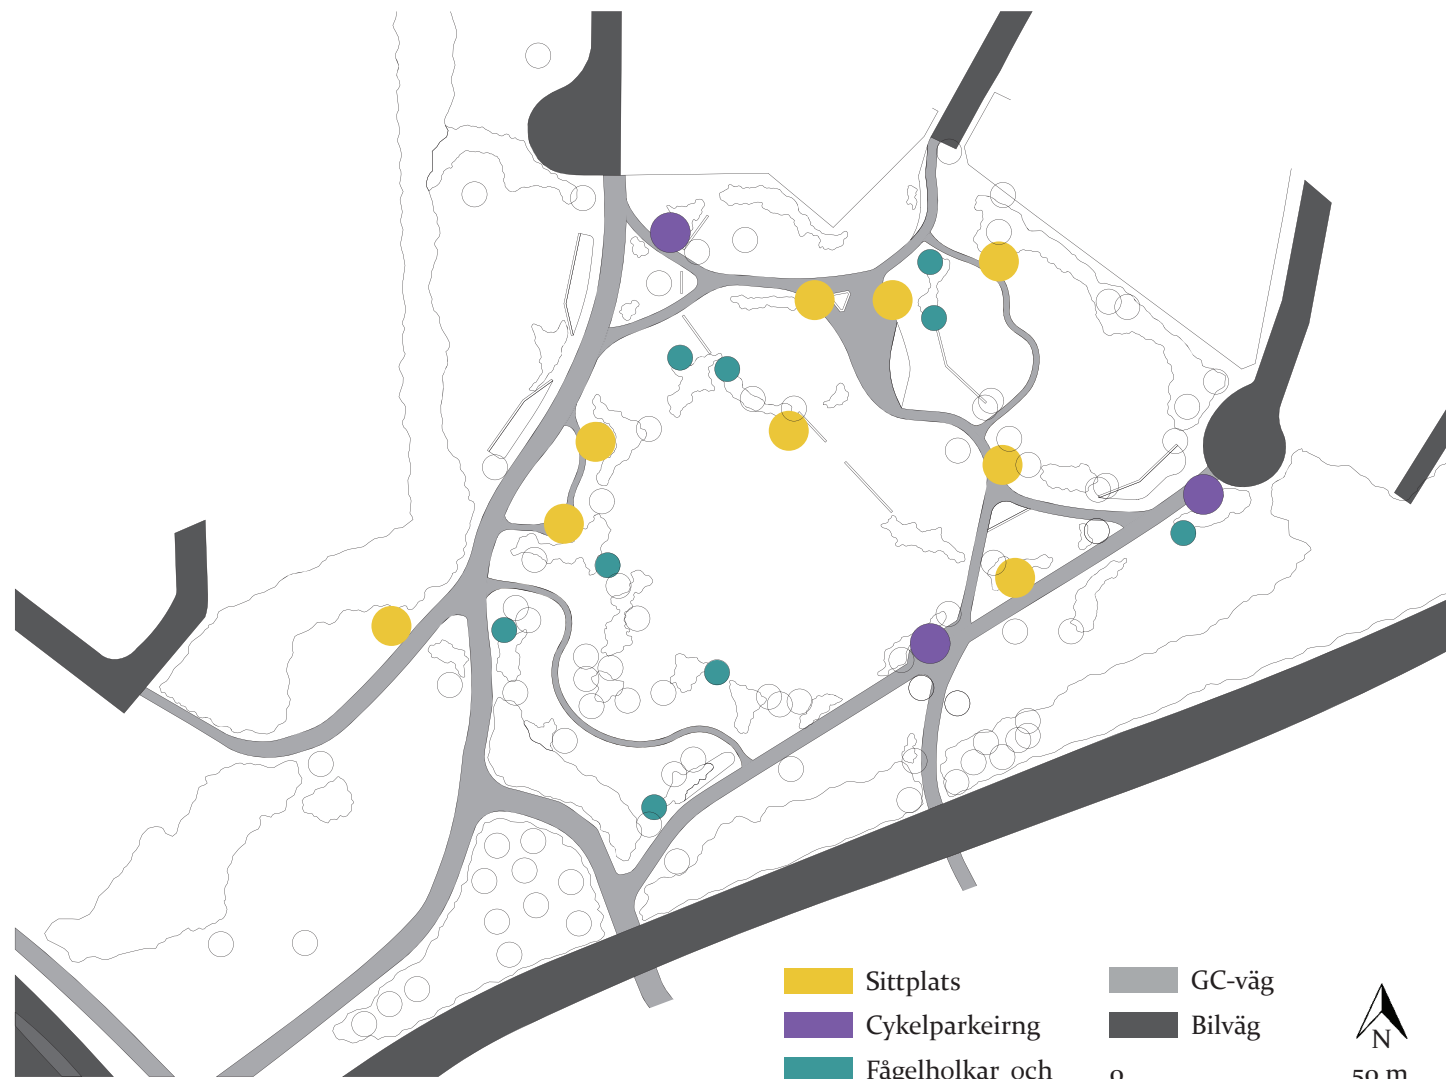 Sittplats
Cykelparkeirng
Fågelholkar och
GC-väg
Bilväg
N
0 50 m